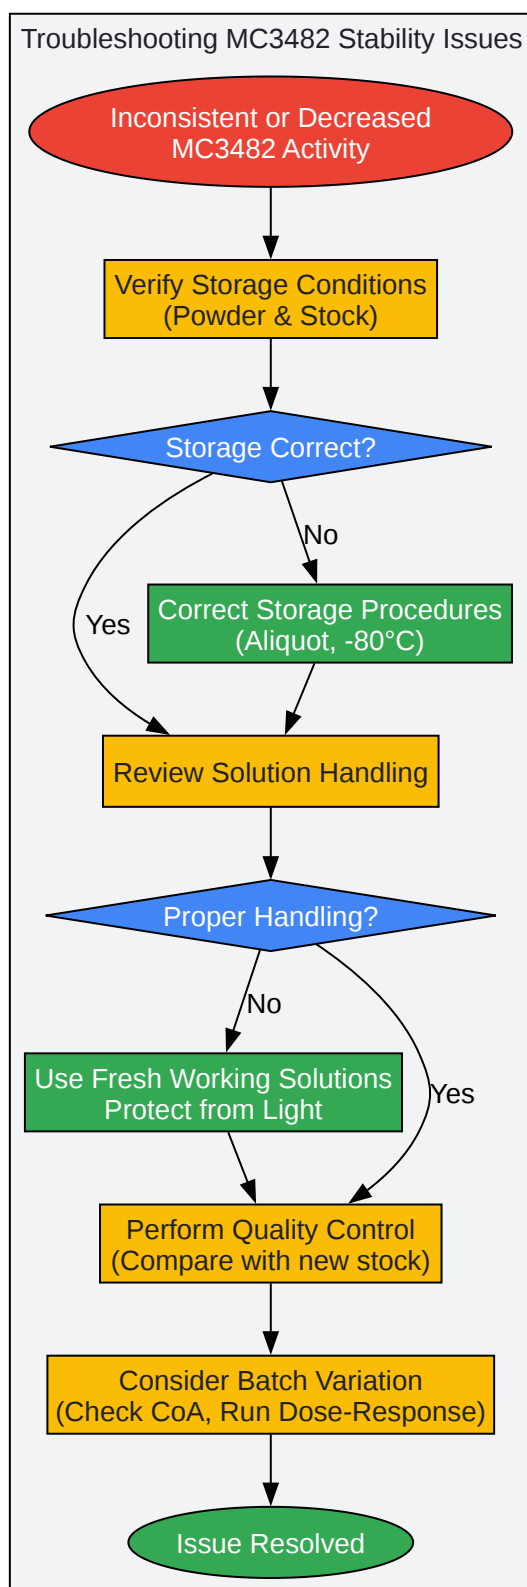 Troubleshooting MC3482 Stability Issues
Inconsistent or Decreased
MC3482 Activity
Verify Storage Conditions
(Powder & Stock)
Storage Correct?
No
Yes
Correct Storage Procedures
(Aliquot, -80°C)
Review Solution Handling
Proper Handling?
No
Yes
Use Fresh Working Solutions
Protect from Light
Perform Quality Control
(Compare with new stock)
Consider Batch Variation
(Check CoA, Run Dose-Response)
Issue Resolved